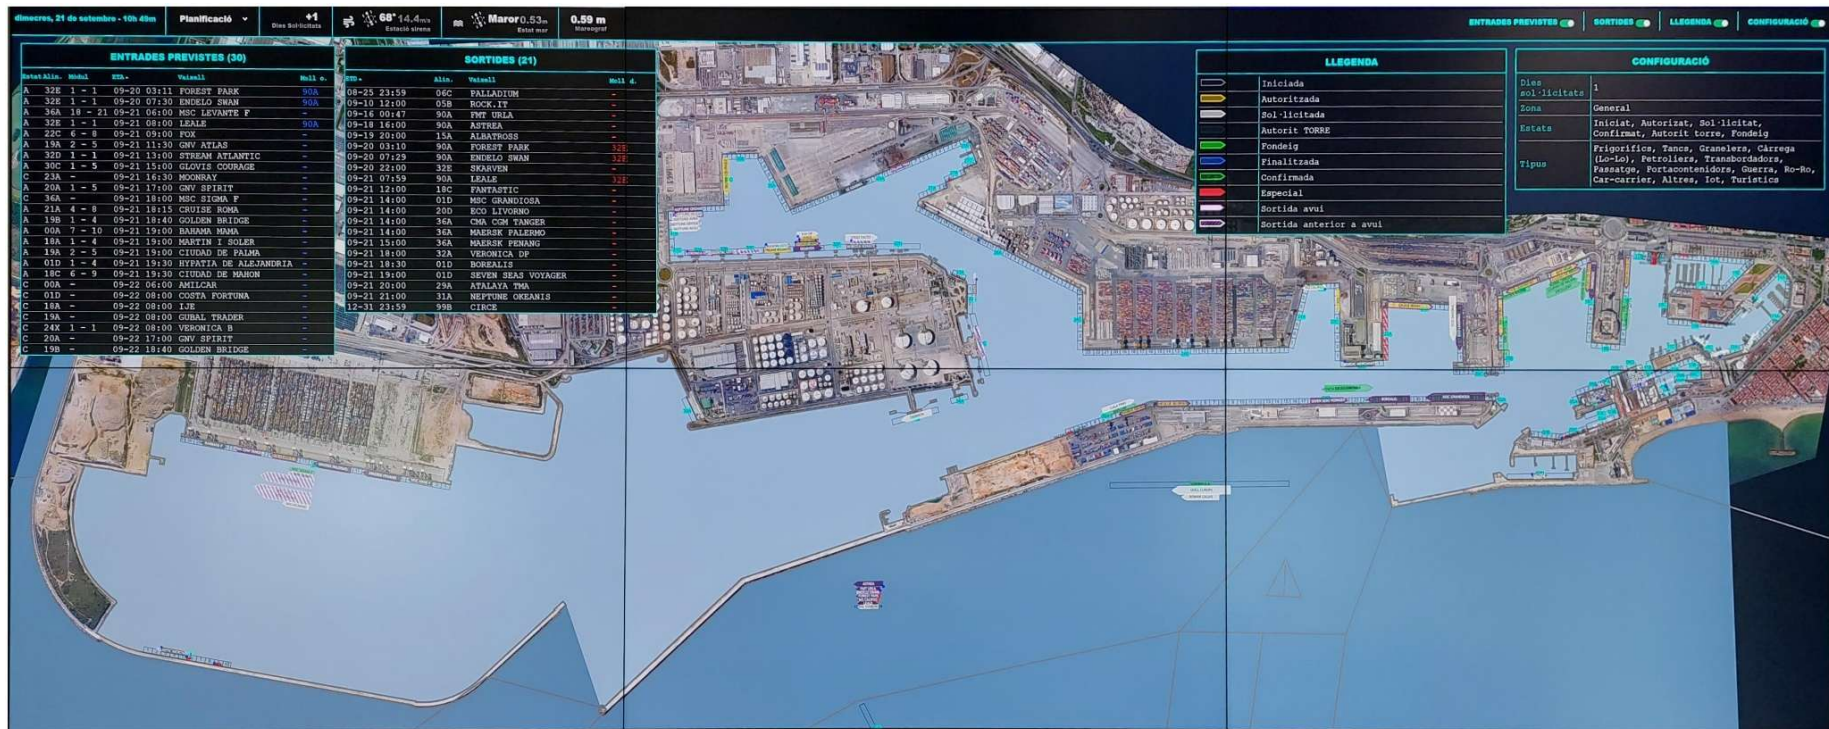 dimecres, 21 de setembre - 10h 49m
Planificació
+1
Dies Sol·licitats
68° 14.4m/s
Estació sirena
Maror 0.53m
Estat mar
0.59 m
Mareograf
ENTRADES PREVISTES
SORTIDES
LLEGENDA
CONFIGURACIÓ
ENTRADES PREVISTES (30)
Estat Alin. Mòdul ETA Vaixell Moll o.
A 32E 1 - 1 09-20 03:11 FOREST PARK 90A
A 32E 1 - 1 09-20 07:30 ENDELO SWAN 90A
A 36A 18 - 21 09-21 06:00 MSC LEVANTE F -
A 32E 1 - 1 09-21 08:00 LEALE 90A
A 22C 6 - 8 09-21 09:00 FOX -
A 19A 2 - 5 09-21 11:30 GNV ATLAS -
A 32D 1 - 1 09-21 13:00 STREAM ATLANTIC -
A 30C 1 - 5 09-21 15:00 GLOVIS COURAGE -
C 23A - 09-21 16:30 MOONRAY -
A 20A 1 - 5 09-21 17:00 GNV SPIRIT -
C 36A - 09-21 18:00 MSC SIGMA F -
A 21A 4 - 8 09-21 18:15 CRUISE ROMA -
A 19B 1 - 4 09-21 18:40 GOLDEN BRIDGE -
A 00A 7 - 10 09-21 19:00 BAHAMA MAMA -
A 18A 1 - 4 09-21 19:00 MARTIN I SOLER -
A 19A 2 - 5 09-21 19:00 CIUDAD DE PALMA -
- 01D 1 - 4 09-21 19:30 HYPATIA DE ALEJANDRIA -
A 18C 6 - 9 09-21 19:30 CIUDAD DE MAHON -
C 00A - 09-22 06:00 AMILCAR -
C 01D - 09-22 08:00 COSTA FORTUNA -
C 18A - 09-22 08:00 IJE -
C 19A - 09-22 08:00 GUBAL TRADER -
C 24X 1 - 1 09-22 08:00 VERONICA B -
C 20A - 09-22 17:00 GNV SPIRIT -
C 19B - 09-22 18:40 GOLDEN BRIDGE -
SORTIDES (21)
ETD Alin. Vaixell Moll d.
08-25 23:59 06C PALLADIUM -
09-10 12:00 05B ROCK.IT -
09-16 00:47 90A FMT URLA -
09-18 16:00 90A ASTREA -
09-19 20:00 15A ALBATROSS -
09-20 03:10 90A FOREST PARK 32E
09-20 07:29 90A ENDELO SWAN 32E
09-20 22:00 32E SKARVEN -
09-21 07:59 90A LEALE 32E
09-21 12:00 18C FANTASTIC -
09-21 14:00 01D MSC GRANDIOSA -
09-21 14:00 20D ECO LIVORNO -
09-21 14:00 36A CMA CGM TANGER -
09-21 14:00 36A MAERSK PALERMO -
09-21 15:00 36A MAERSK PENANG -
09-21 18:00 32A VERONICA DP -
09-21 18:30 01D BOREALIS -
09-21 19:00 01D SEVEN SEAS VOYAGER -
09-21 20:00 29A ATALAYA TMA -
09-21 21:00 31A NEPTUNE OKEANIS -
12-31 23:59 99B CIRCE -
LLEGENDA
Iniciada
Autoritzada
Sol·licitada
Autorit TORRE
Fondeig
Finalitzada
Confirmada
Especial
Sortida avui
Sortida anterior a avui
CONFIGURACIÓ
Dies sol·licitats 1
Zona General
Estats Iniciat, Autorizat, Sol·licitat,
Confirmat, Autorit torre, Fondeig
Tipus Frigorífics, Tancs, Granelers, Càrrega
(Lo-Lo), Petroliers, Transbordadors,
Passatge, Portacontenidors, Guerra, Ro-Ro,
Car-carrier, Altres, Iot, Turístics